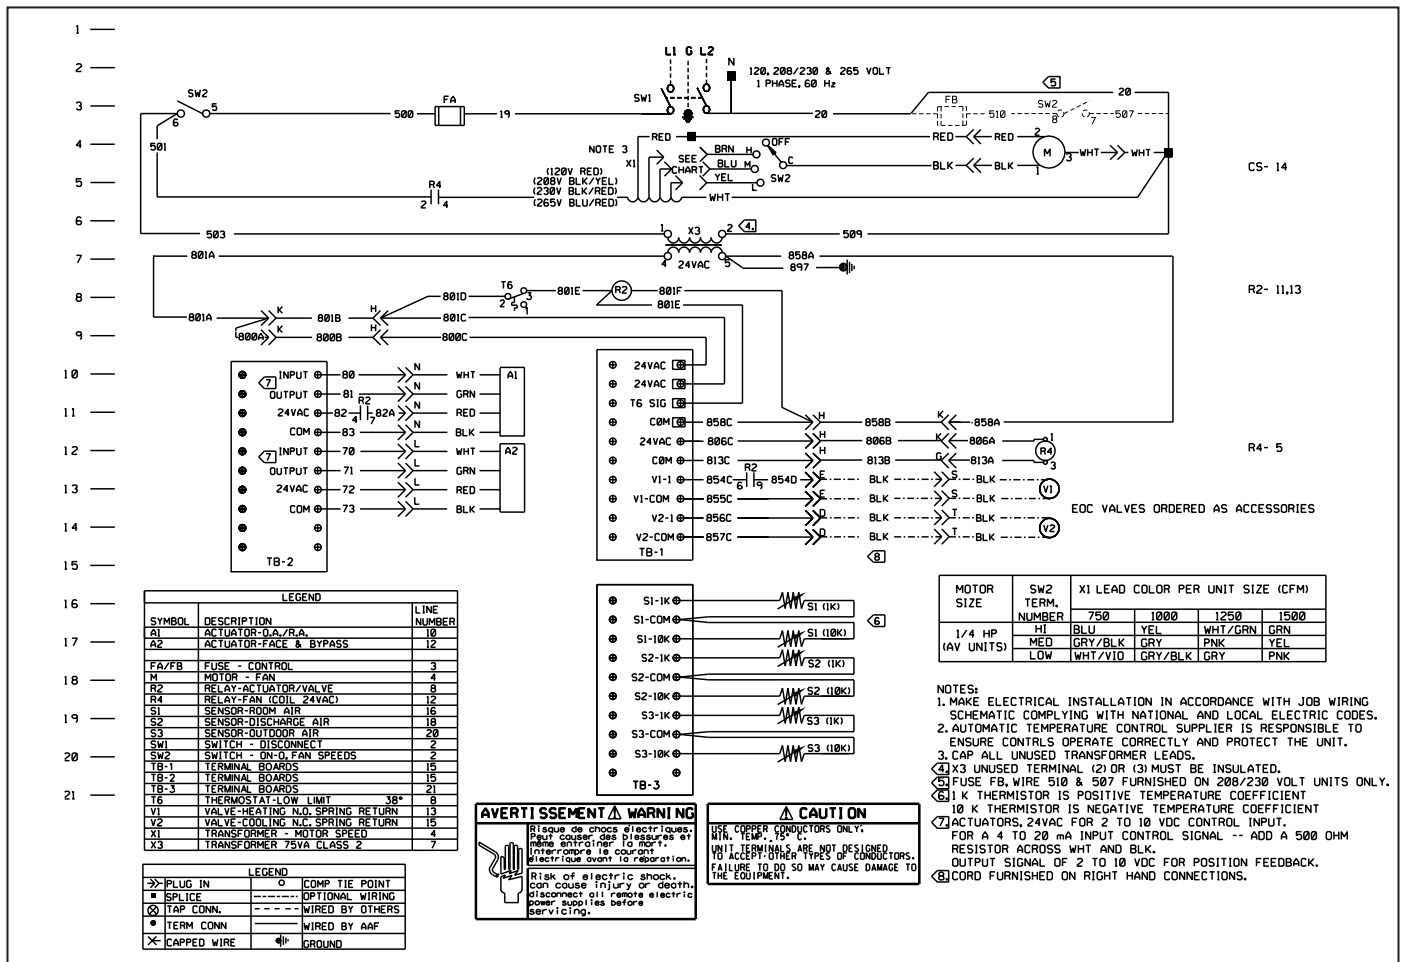 1
L1 G L2
2
N
120, 208/230 & 265 VOLT
1 PHASE, 60 Hz
SW2
5
6
FA
SW1
5
20
FB
SW2
3
500
19
20
510
8
7
507
501
4
RED
OFF
RED
RED
2
NOTE 3
X1
SEE
CHART
BRN H
BLU M
YEL
L
C
SW2
M
3
WHT
WHT
BLK
BLK
1
CS- 14
5
(120V RED)
(208V BLK/YEL)
(230V BLK/RED)
(265V BLU/RED)
R4
2
4
WHT
6
503
1
X3
2
4.
509
7
801A
4
24VAC
5
858A
897
8
T6
801D
2
3
1
801E
R2
801F
801E
R2- 11,13
801A
K
801B
H
801C
9
800A
K
800B
H
800C
10
7
INPUT
80
N
WHT
A1
24VAC
OUTPUT
81
N
GRN
24VAC
11
24VAC
82
R2
4
7
82A
N
RED
T6 SIG
COM
83
N
BLK
COM
858C
H
858B
K
858A
12
7
INPUT
70
L
WHT
A2
24VAC
806C
H
806B
K
806A
1
R4
3
R4- 5
OUTPUT
71
L
GRN
COM
813C
H
813B
G
813A
13
24VAC
72
L
RED
V1-1
854C
R2
6
9
854D
E
BLK
S
BLK
V1
COM
73
L
BLK
V1-COM
855C
E
BLK
S
BLK
EOC VALVES ORDERED AS ACCESSORIES
14
V2-1
856C
D
BLK
T
BLK
V2
V2-COM
857C
D
BLK
T
BLK
15
TB-2
TB-1
8
16
S1-1K
S1 (1K)
S1-COM
6
17
S1-10K
S1 (10K)
S2-1K
S2 (1K)
18
S2-COM
S2-10K
S2 (10K)
19
S3-1K
S3 (1K)
S3-COM
20
S3-10K
S3 (10K)
21
TB-3
LEGEND
SYMBOL DESCRIPTION LINE NUMBER
A1 ACTUATOR-O.A./R.A. 10
A2 ACTUATOR-FACE & BYPASS 12
FA/FB FUSE - CONTROL 3
M MOTOR - FAN 4
R2 RELAY-ACTUATOR/VALVE 8
R4 RELAY-FAN (COIL 24VAC) 12
S1 SENSOR-ROOM AIR 16
S2 SENSOR-DISCHARGE AIR 18
S3 SENSOR-OUTDOOR AIR 20
SW1 SWITCH - DISCONNECT 2
SW2 SWITCH - ON-O, FAN SPEEDS 2
TB-1 TERMINAL BOARDS 15
TB-2 TERMINAL BOARDS 15
TB-3 TERMINAL BOARDS 21
T6 THERMOSTAT-LOW LIMIT 38° 8
V1 VALVE-HEATING N.O. SPRING RETURN 13
V2 VALVE-COOLING N.C. SPRING RETURN 15
X1 TRANSFORMER - MOTOR SPEED 4
X3 TRANSFORMER 75VA CLASS 2 7
LEGEND
PLUG IN COMP TIE POINT
SPLICE OPTIONAL WIRING
TAP CONN. WIRED BY OTHERS
TERM CONN WIRED BY AAF
CAPPED WIRE GROUND
AVERTISSEMENT WARNING
Risque de chocs électriques.
Peut causer des blessures et
même entraîner la mort.
Interrompre le courant
électrique avant la réparation.
Risk of electric shock.
can cause injury or death.
disconnect all remote electric
power supplies before
servicing.
CAUTION
USE COPPER CONDUCTORS ONLY.
MIN. TEMP. 75° C.
UNIT TERMINALS ARE NOT DESIGNED
TO ACCEPT OTHER TYPES OF CONDUCTORS.
FAILURE TO DO SO MAY CAUSE DAMAGE TO
THE EQUIPMENT.
MOTOR SIZE SW2 TERM. NUMBER X1 LEAD COLOR PER UNIT SIZE (CFM)
750 1000 1250 1500
1/4 HP (AV UNITS) HI BLU YEL WHT/GRN GRN
MED GRY/BLK GRY PNK YEL
LOW WHT/VIO GRY/BLK GRY PNK
NOTES:
1. MAKE ELECTRICAL INSTALLATION IN ACCORDANCE WITH JOB WIRING
SCHEMATIC COMPLYING WITH NATIONAL AND LOCAL ELECTRIC CODES.
2. AUTOMATIC TEMPERATURE CONTROL SUPPLIER IS RESPONSIBLE TO
ENSURE CONTRLS OPERATE CORRECTLY AND PROTECT THE UNIT.
3. CAP ALL UNUSED TRANSFORMER LEADS.
4. X3 UNUSED TERMINAL (2) OR (3) MUST BE INSULATED.
5. FUSE FB, WIRE 510 & 507 FURNISHED ON 208/230 VOLT UNITS ONLY.
6. 1 K THERMISTOR IS POSITIVE TEMPERATURE COEFFICIENT
10 K THERMISTOR IS NEGATIVE TEMPERATURE COEFFICIENT
7. ACTUATORS, 24VAC FOR 2 TO 10 VDC CONTROL INPUT.
FOR A 4 TO 20 mA INPUT CONTROL SIGNAL -- ADD A 500 OHM
RESISTOR ACROSS WHT AND BLK.
OUTPUT SIGNAL OF 2 TO 10 VDC FOR POSITION FEEDBACK.
8. CORD FURNISHED ON RIGHT HAND CONNECTIONS.